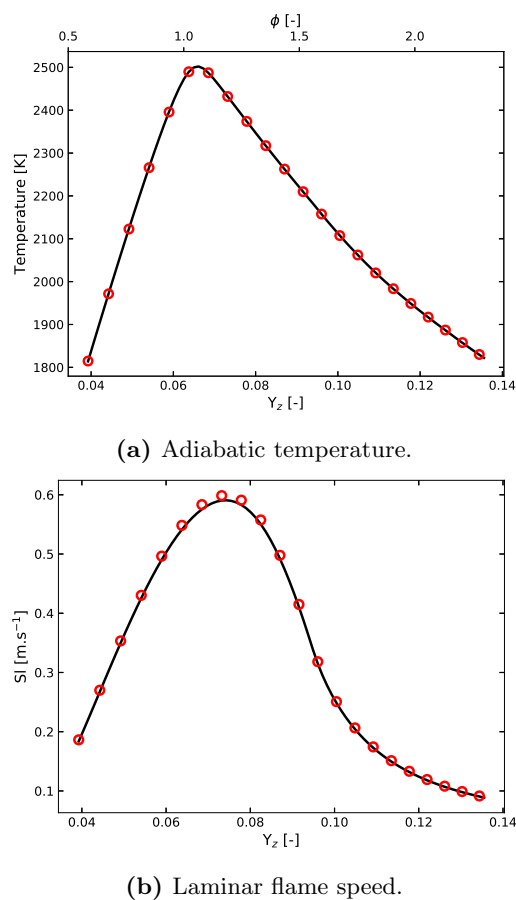 ϕ [-]
0.5 1.0 1.5 2.0
2500
2400
2300
2200
2100
2000
1900
1800
Temperature [K]
0.04 0.06 0.08 0.10 0.12 0.14
Y_z [-]
(a) Adiabatic temperature.
0.6
0.5
0.4
0.3
0.2
0.1
Sl [m.s⁻¹]
0.04 0.06 0.08 0.10 0.12 0.14
Y_z [-]
(b) Laminar flame speed.